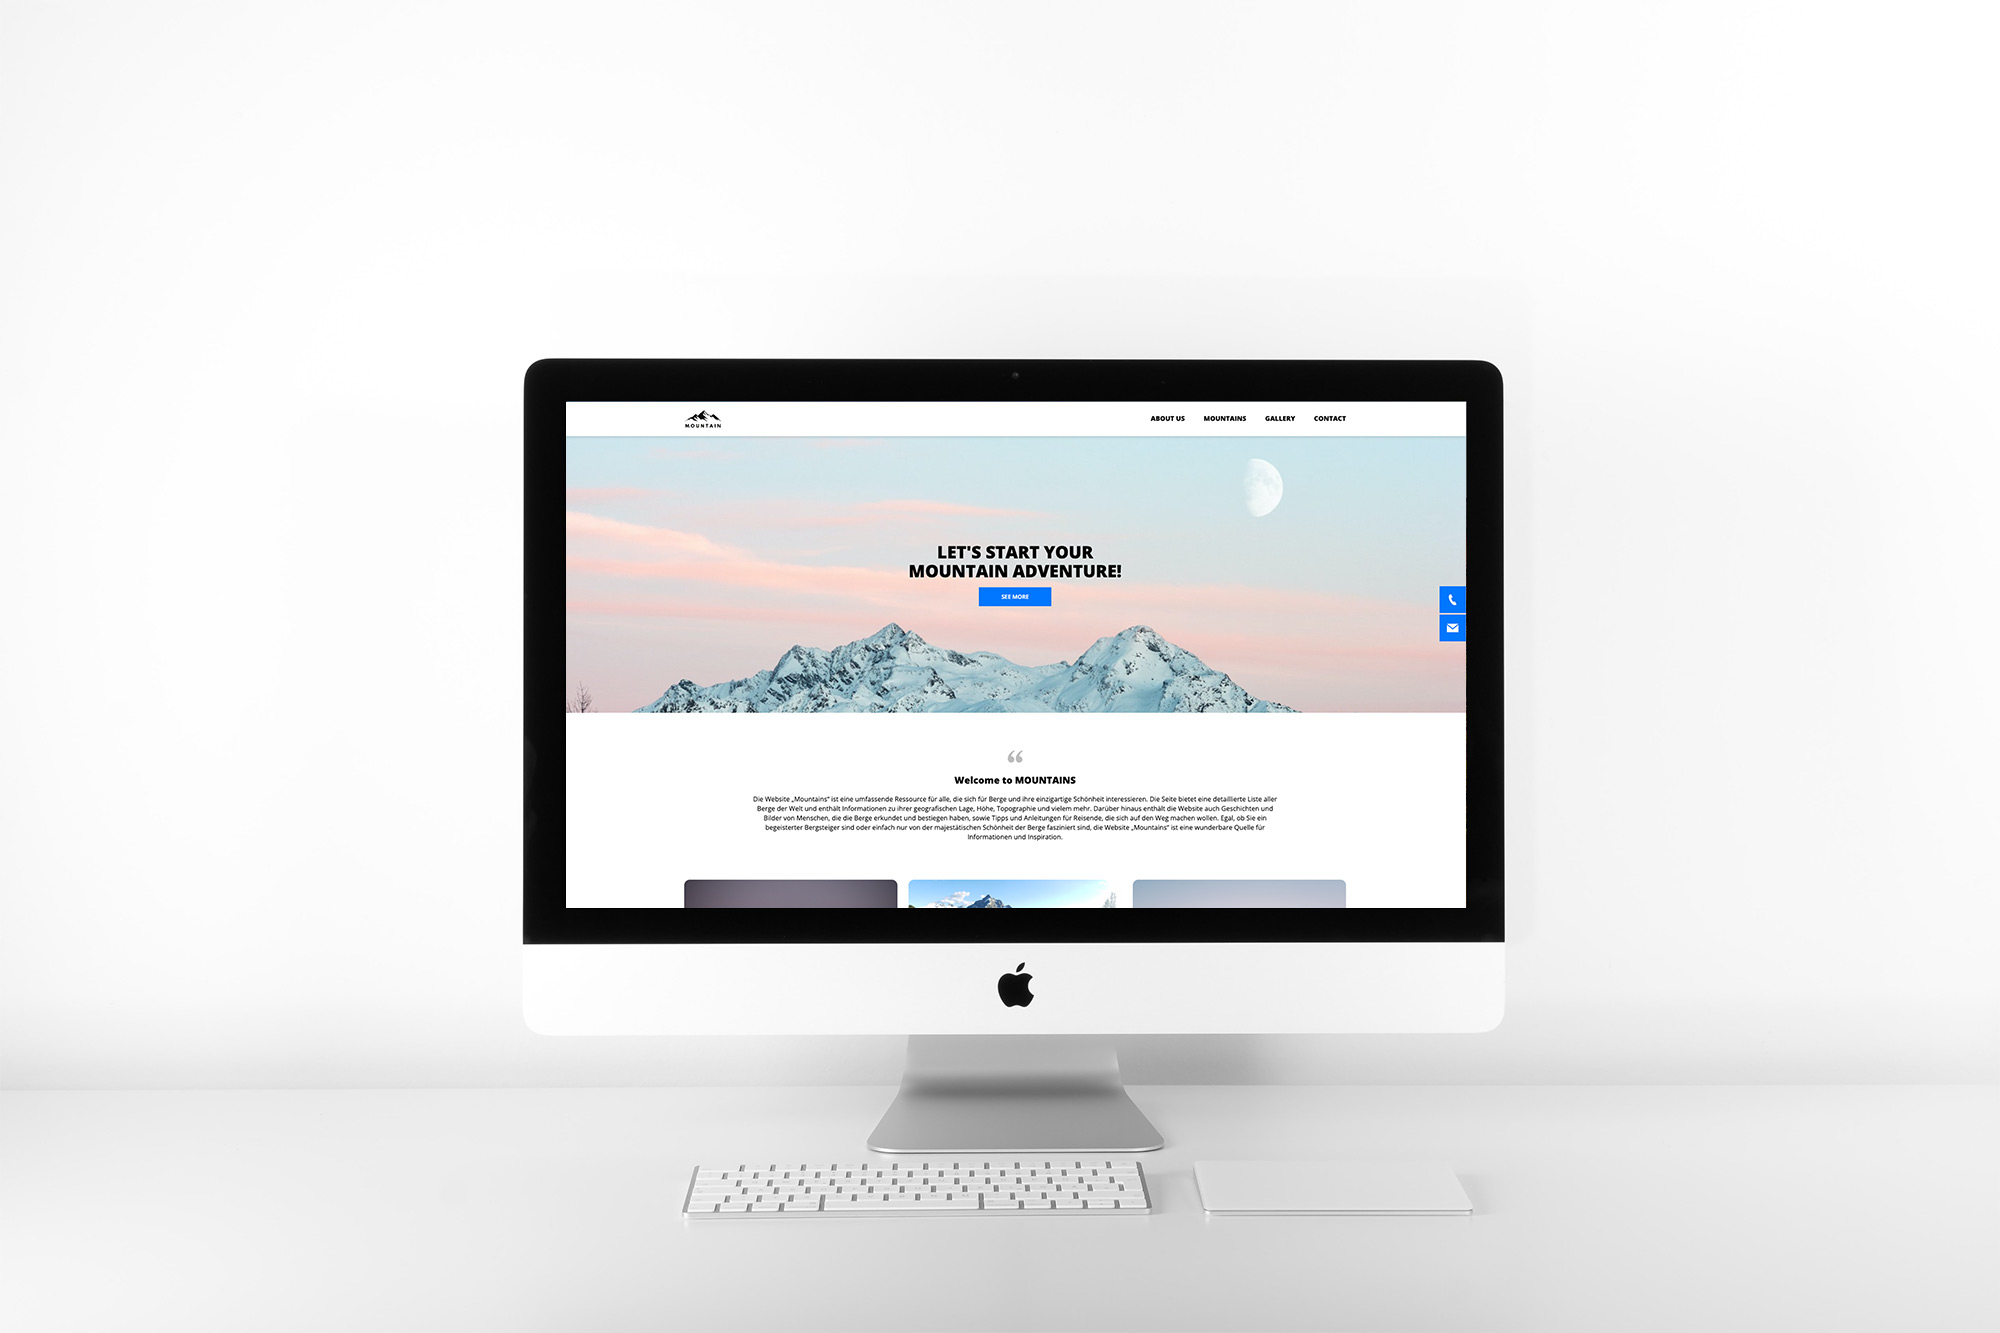 MOUNTAIN
ABOUT US MOUNTAINS GALLERY CONTACT
LET'S START YOUR
MOUNTAIN ADVENTURE!
SEE MORE
“
Welcome to MOUNTAINS
Die Website „Mountains“ ist eine umfassende Ressource für alle, die sich für Berge und ihre einzigartige Schönheit interessieren. Die Seite bietet eine detaillierte Liste aller
Berge der Welt und enthält Informationen zu ihrer geografischen Lage, Höhe, Topographie und vielem mehr. Darüber hinaus enthält die Website auch Geschichten und
Bilder von Menschen, die die Berge erkundet und bestiegen haben, sowie Tipps und Anleitungen für Reisende, die sich auf den Weg machen wollen. Egal, ob Sie ein
begeisterter Bergsteiger sind oder einfach nur von der majestätischen Schönheit der Berge fasziniert sind, die Website „Mountains“ ist eine wunderbare Quelle für
Informationen und Inspiration.